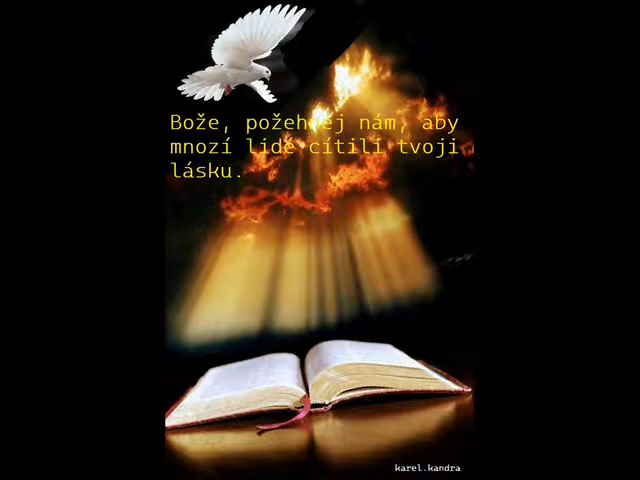 Bože, požehnej nám, aby
mnozí lidé cítili tvoji
lásku.
karel.kandra